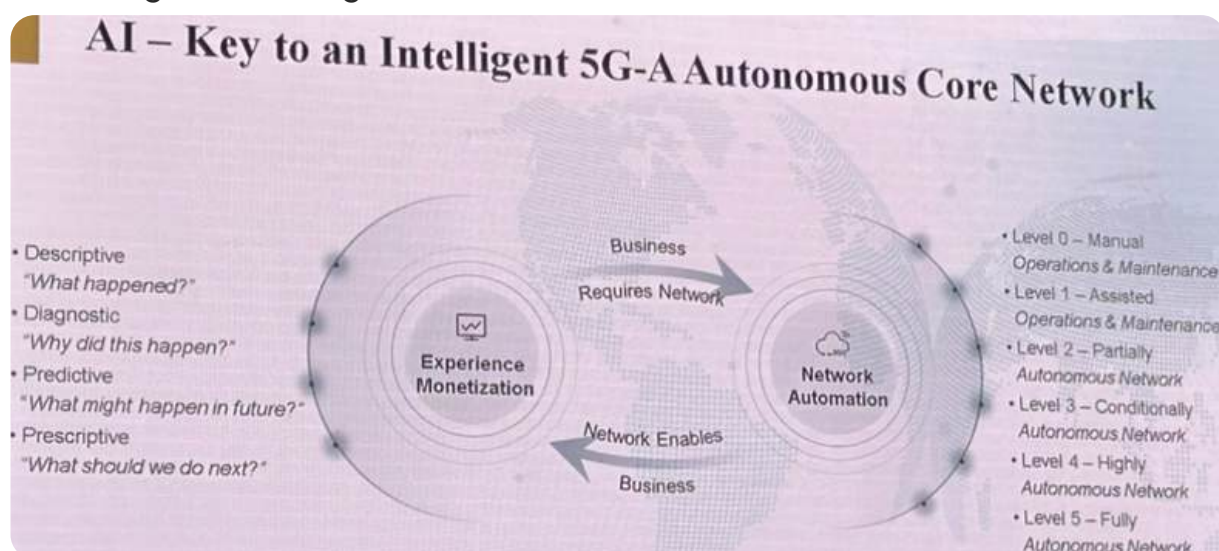 AI – Key to an Intelligent 5G-A Autonomous Core Network
• Descriptive
"What happened?"
• Diagnostic
"Why did this happen?"
• Predictive
"What might happen in future?"
• Prescriptive
"What should we do next?"
Experience
Monetization
Business
Requires Network
Network Enables
Business
Network
Automation
• Level 0 – Manual
Operations & Maintenance
• Level 1 – Assisted
Operations & Maintenance
• Level 2 – Partially
Autonomous Network
• Level 3 – Conditionally
Autonomous Network
• Level 4 – Highly
Autonomous Network
• Level 5 – Fully
Autonomous Network